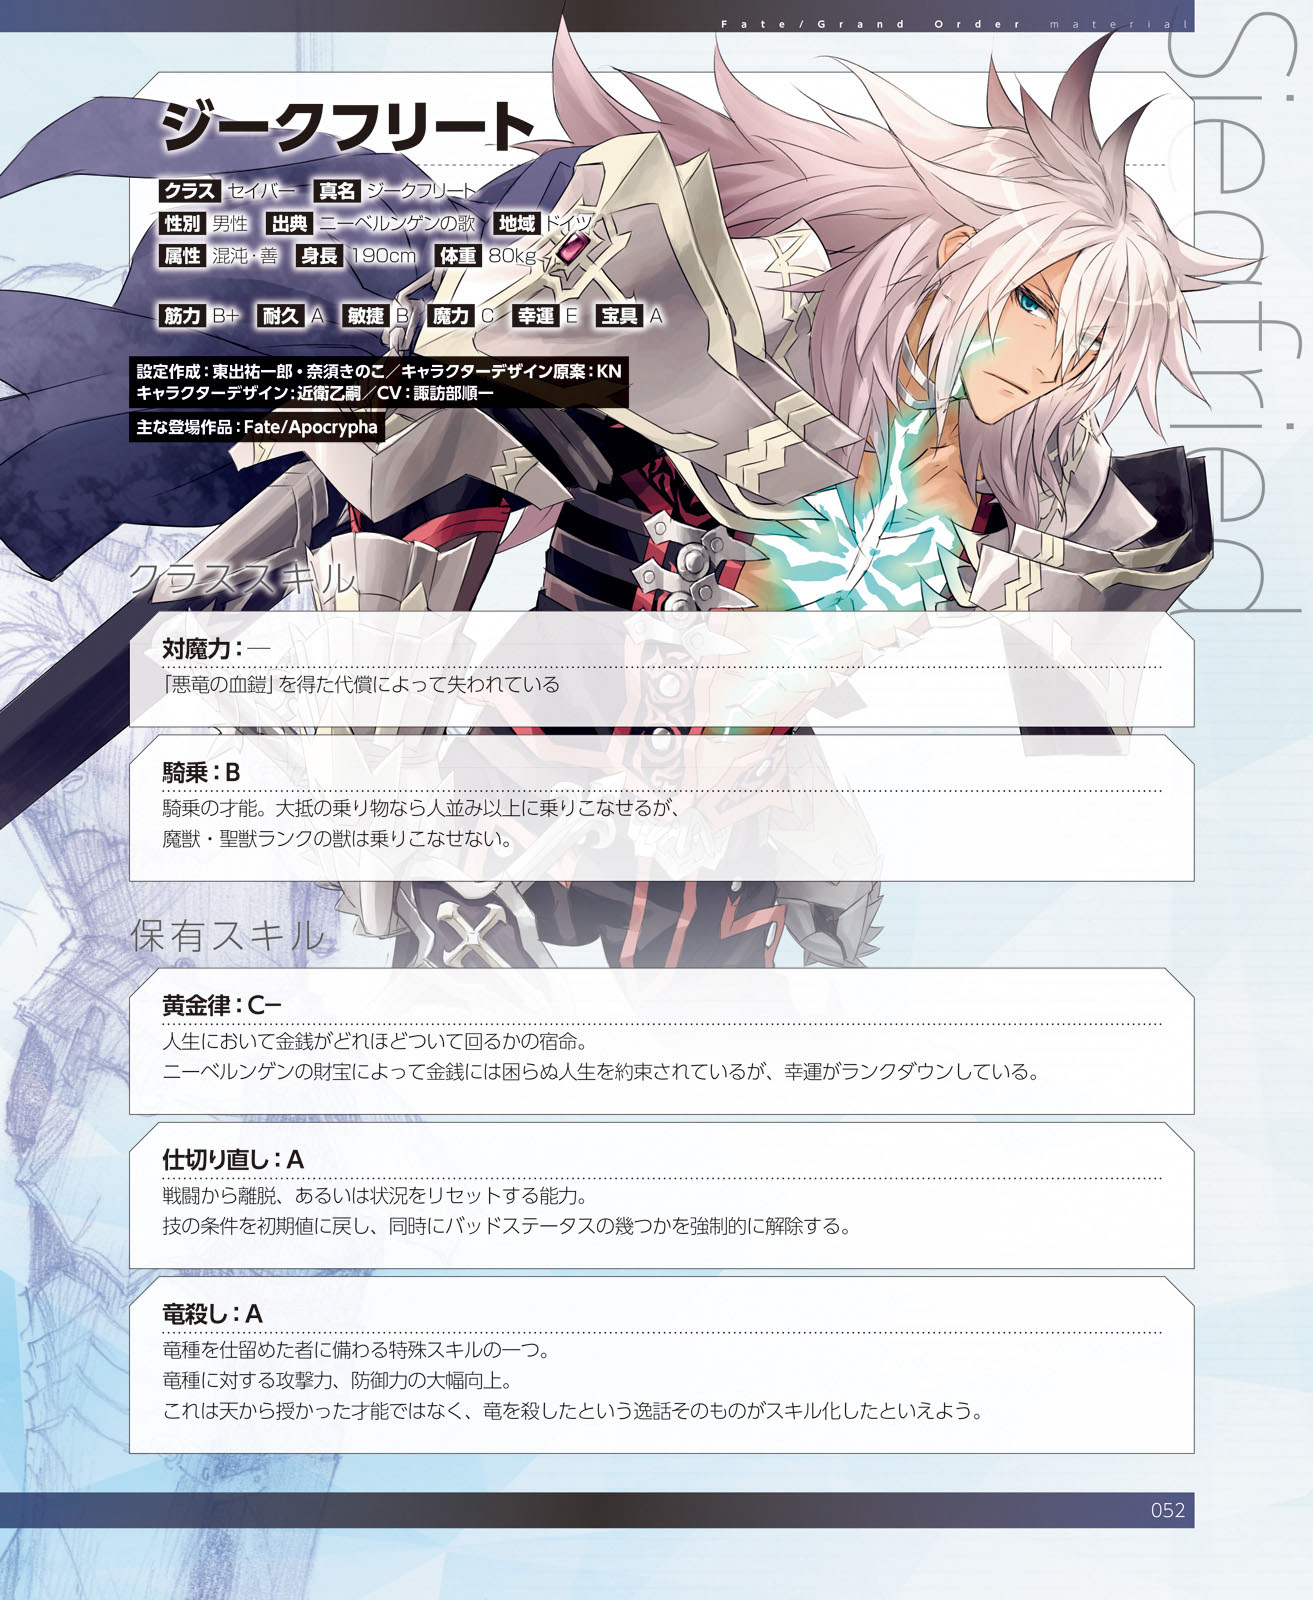 Fate/Grand Order material
Siegfried
ジークフリート
クラス セイバー 真名 ジークフリート
性別 男性 出典 ニーベルンゲンの歌 地域 ドイツ
属性 混沌・善 身長 190cm 体重 80kg
筋力 B+ 耐久 A 敏捷 B 魔力 C 幸運 E 宝具 A
設定作成：東出祐一郎・奈須きのこ／キャラクターデザイン原案：KN
キャラクターデザイン：近衛乙嗣／CV：諏訪部順一
主な登場作品：Fate/Apocrypha
クラススキル
対魔力：―
「悪竜の血鎧」を得た代償によって失われている
騎乗：B
騎乗の才能。大抵の乗り物なら人並み以上に乗りこなせるが、
魔獣・聖獣ランクの獣は乗りこなせない。
保有スキル
黄金律：C−
人生において金銭がどれほどついて回るかの宿命。
ニーベルンゲンの財宝によって金銭には困らぬ人生を約束されているが、幸運がランクダウンしている。
仕切り直し：A
戦闘から離脱、あるいは状況をリセットする能力。
技の条件を初期値に戻し、同時にバッドステータスの幾つかを強制的に解除する。
竜殺し：A
竜種を仕留めた者に備わる特殊スキルの一つ。
竜種に対する攻撃力、防御力の大幅向上。
これは天から授かった才能ではなく、竜を殺したという逸話そのものがスキル化したといえよう。
052